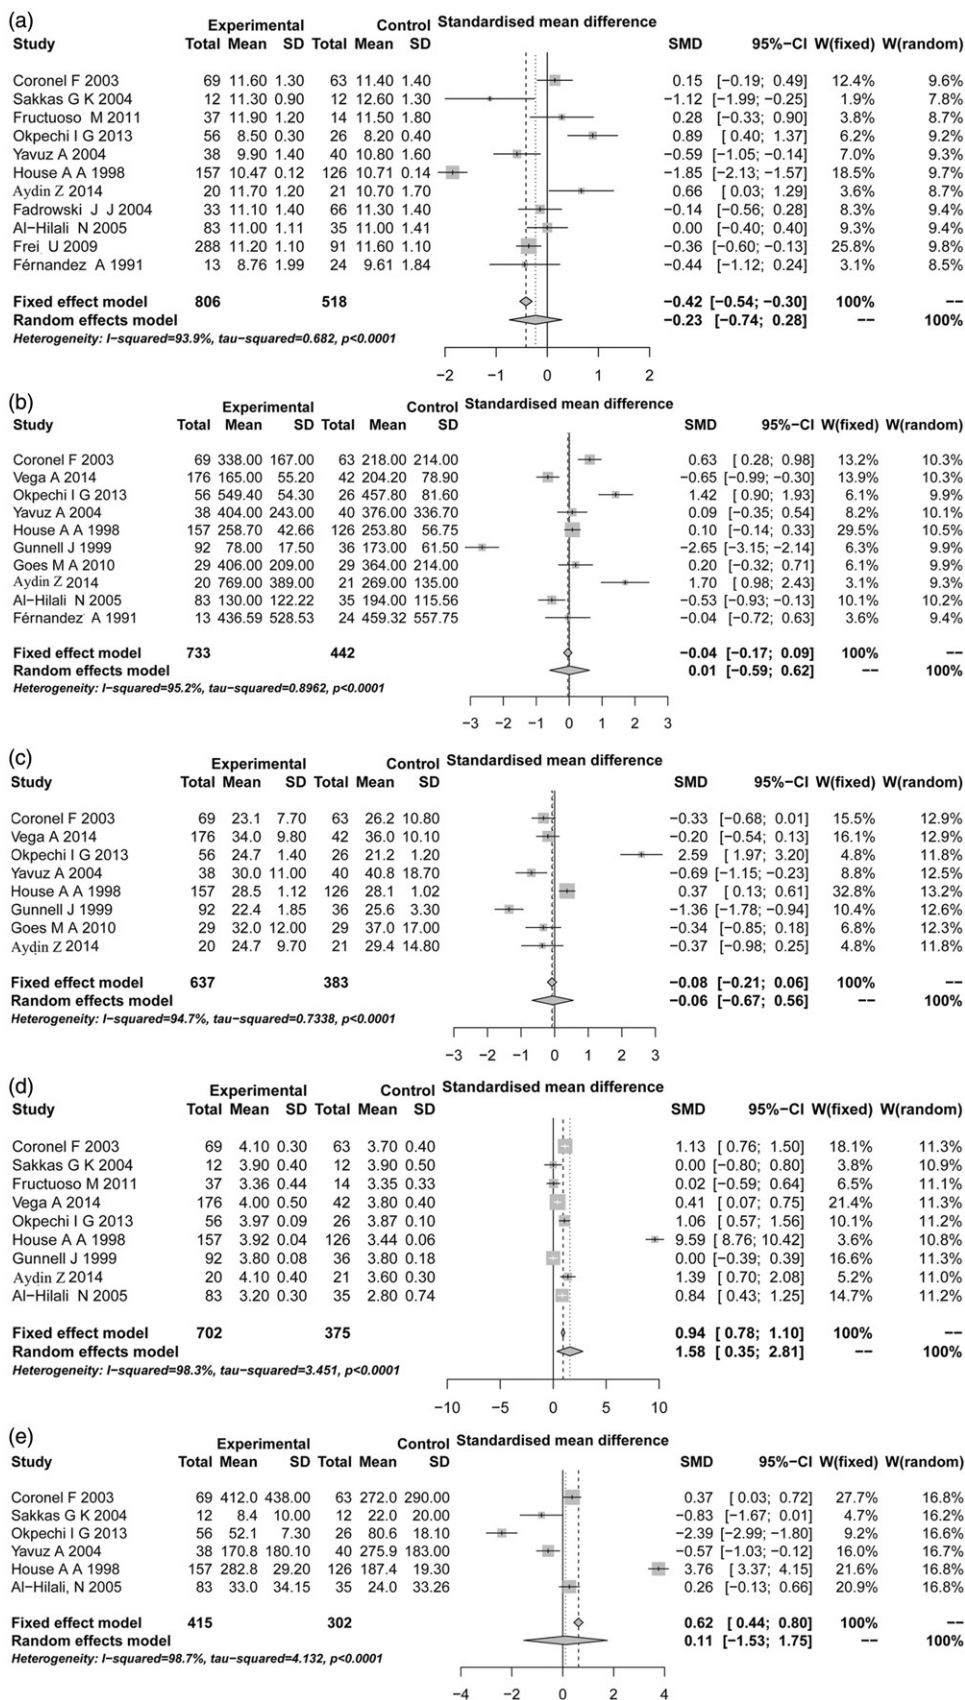 (a)
Experimental Control Standardised mean difference
Study Total Mean SD Total Mean SD SMD 95%−CI W(fixed) W(random)
Coronel F 2003 69 11.60 1.30 63 11.40 1.40 0.15 [−0.19; 0.49] 12.4% 9.6%
Sakkas G K 2004 12 11.30 0.90 12 12.60 1.30 −1.12 [−1.99; −0.25] 1.9% 7.8%
Fructuoso M 2011 37 11.90 1.20 14 11.50 1.80 0.28 [−0.33; 0.90] 3.8% 8.7%
Okpechi I G 2013 56 8.50 0.30 26 8.20 0.40 0.89 [ 0.40; 1.37] 6.2% 9.2%
Yavuz A 2004 38 9.90 1.40 40 10.80 1.60 −0.59 [−1.05; −0.14] 7.0% 9.3%
House A A 1998 157 10.47 0.12 126 10.71 0.14 −1.85 [−2.13; −1.57] 18.5% 9.7%
Aydin Z 2014 20 11.70 1.20 21 10.70 1.70 0.66 [ 0.03; 1.29] 3.6% 8.7%
Fadrowski J J 2004 33 11.10 1.40 66 11.30 1.40 −0.14 [−0.56; 0.28] 8.3% 9.4%
Al−Hilali N 2005 83 11.00 1.11 35 11.00 1.41 0.00 [−0.40; 0.40] 9.3% 9.4%
Frei U 2009 288 11.20 1.10 91 11.60 1.10 −0.36 [−0.60; −0.13] 25.8% 9.8%
Férnandez A 1991 13 8.76 1.99 24 9.61 1.84 −0.44 [−1.12; 0.24] 3.1% 8.5%
Fixed effect model 806 518 −0.42 [−0.54; −0.30] 100% −−
Random effects model −0.23 [−0.74; 0.28] −− 100%
Heterogeneity: I−squared=93.9%, tau−squared=0.682, p<0.0001
−2 −1 0 1 2
(b)
Experimental Control Standardised mean difference
Study Total Mean SD Total Mean SD SMD 95%−CI W(fixed) W(random)
Coronel F 2003 69 338.00 167.00 63 218.00 214.00 0.63 [ 0.28; 0.98] 13.2% 10.3%
Vega A 2014 176 165.00 55.20 42 204.20 78.90 −0.65 [−0.99; −0.30] 13.9% 10.3%
Okpechi I G 2013 56 549.40 54.30 26 457.80 81.60 1.42 [ 0.90; 1.93] 6.1% 9.9%
Yavuz A 2004 38 404.00 243.00 40 376.00 336.70 0.09 [−0.35; 0.54] 8.2% 10.1%
House A A 1998 157 258.70 42.66 126 253.80 56.75 0.10 [−0.14; 0.33] 29.5% 10.5%
Gunnell J 1999 92 78.00 17.50 36 173.00 61.50 −2.65 [−3.15; −2.14] 6.3% 9.9%
Goes M A 2010 29 406.00 209.00 29 364.00 214.00 0.20 [−0.32; 0.71] 6.1% 9.9%
Aydin Z 2014 20 769.00 389.00 21 269.00 135.00 1.70 [ 0.98; 2.43] 3.1% 9.3%
Al−Hilali N 2005 83 130.00 122.22 35 194.00 115.56 −0.53 [−0.93; −0.13] 10.1% 10.2%
Férnandez A 1991 13 436.59 528.53 24 459.32 557.75 −0.04 [−0.72; 0.63] 3.6% 9.4%
Fixed effect model 733 442 −0.04 [−0.17; 0.09] 100% −−
Random effects model 0.01 [−0.59; 0.62] −− 100%
Heterogeneity: I−squared=95.2%, tau−squared=0.8962, p<0.0001
−3 −2 −1 0 1 2 3
(c)
Experimental Control Standardised mean difference
Study Total Mean SD Total Mean SD SMD 95%−CI W(fixed) W(random)
Coronel F 2003 69 23.1 7.70 63 26.2 10.80 −0.33 [−0.68; 0.01] 15.5% 12.9%
Vega A 2014 176 34.0 9.80 42 36.0 10.10 −0.20 [−0.54; 0.13] 16.1% 12.9%
Okpechi I G 2013 56 24.7 1.40 26 21.2 1.20 2.59 [ 1.97; 3.20] 4.8% 11.8%
Yavuz A 2004 38 30.0 11.00 40 40.8 18.70 −0.69 [−1.15; −0.23] 8.8% 12.5%
House A A 1998 157 28.5 1.12 126 28.1 1.02 0.37 [ 0.13; 0.61] 32.8% 13.2%
Gunnell J 1999 92 22.4 1.85 36 25.6 3.30 −1.36 [−1.78; −0.94] 10.4% 12.6%
Goes M A 2010 29 32.0 12.00 29 37.0 17.00 −0.34 [−0.85; 0.18] 6.8% 12.3%
Aydin Z 2014 20 24.7 9.70 21 29.4 14.80 −0.37 [−0.98; 0.25] 4.8% 11.8%
Fixed effect model 637 383 −0.08 [−0.21; 0.06] 100% −−
Random effects model −0.06 [−0.67; 0.56] −− 100%
Heterogeneity: I−squared=94.7%, tau−squared=0.7338, p<0.0001
−3 −2 −1 0 1 2 3
(d)
Experimental Control Standardised mean difference
Study Total Mean SD Total Mean SD SMD 95%−CI W(fixed) W(random)
Coronel F 2003 69 4.10 0.30 63 3.70 0.40 1.13 [ 0.76; 1.50] 18.1% 11.3%
Sakkas G K 2004 12 3.90 0.40 12 3.90 0.50 0.00 [−0.80; 0.80] 3.8% 10.9%
Fructuoso M 2011 37 3.36 0.44 14 3.35 0.33 0.02 [−0.59; 0.64] 6.5% 11.1%
Vega A 2014 176 4.00 0.50 42 3.80 0.40 0.41 [ 0.07; 0.75] 21.4% 11.3%
Okpechi I G 2013 56 3.97 0.09 26 3.87 0.10 1.06 [ 0.57; 1.56] 10.1% 11.2%
House A A 1998 157 3.92 0.04 126 3.44 0.06 9.59 [ 8.76; 10.42] 3.6% 10.8%
Gunnell J 1999 92 3.80 0.08 36 3.80 0.18 0.00 [−0.39; 0.39] 16.6% 11.3%
Aydin Z 2014 20 4.10 0.40 21 3.60 0.30 1.39 [ 0.70; 2.08] 5.2% 11.0%
Al−Hilali N 2005 83 3.20 0.30 35 2.80 0.74 0.84 [ 0.43; 1.25] 14.7% 11.2%
Fixed effect model 702 375 0.94 [ 0.78; 1.10] 100% −−
Random effects model 1.58 [ 0.35; 2.81] −− 100%
Heterogeneity: I−squared=98.3%, tau−squared=3.451, p<0.0001
−10 −5 0 5 10
(e)
Experimental Control Standardised mean difference
Study Total Mean SD Total Mean SD SMD 95%−CI W(fixed) W(random)
Coronel F 2003 69 412.0 438.00 63 272.0 290.00 0.37 [ 0.03; 0.72] 27.7% 16.8%
Sakkas G K 2004 12 8.4 10.00 12 22.0 20.00 −0.83 [−1.67; 0.01] 4.7% 16.2%
Okpechi I G 2013 56 52.1 7.30 26 80.6 18.10 −2.39 [−2.99; −1.80] 9.2% 16.6%
Yavuz A 2004 38 170.8 180.10 40 275.9 183.00 −0.57 [−1.03; −0.12] 16.0% 16.7%
House A A 1998 157 282.8 29.20 126 187.4 19.30 3.76 [ 3.37; 4.15] 21.6% 16.8%
Al−Hilali, N 2005 83 33.0 34.15 35 24.0 33.26 0.26 [−0.13; 0.66] 20.9% 16.8%
Fixed effect model 415 302 0.62 [ 0.44; 0.80] 100% −−
Random effects model 0.11 [−1.53; 1.75] −− 100%
Heterogeneity: I−squared=98.7%, tau−squared=4.132, p<0.0001
−4 −2 0 2 4